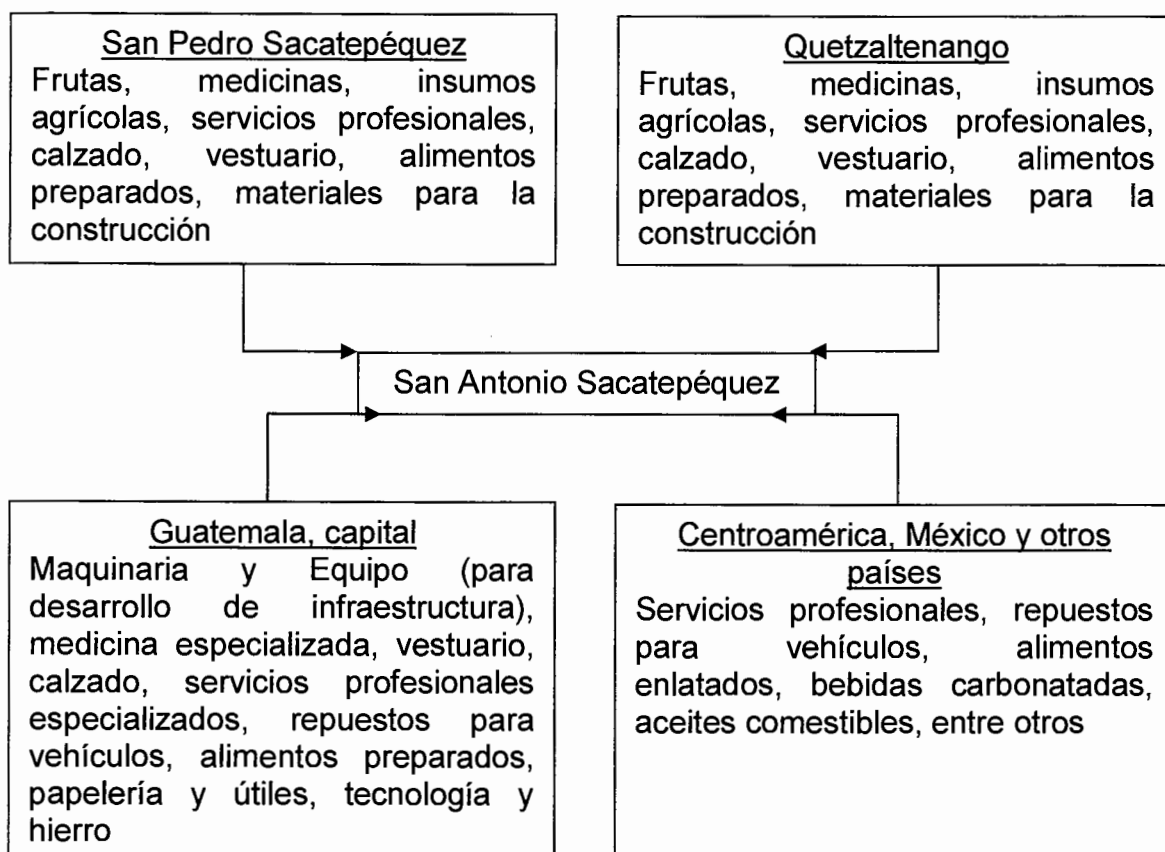 San Pedro Sacatepéquez
Frutas, medicinas, insumos
agrícolas, servicios profesionales,
calzado, vestuario, alimentos
preparados, materiales para la
construcción
Quetzaltenango
Frutas, medicinas, insumos
agrícolas, servicios profesionales,
calzado, vestuario, alimentos
preparados, materiales para la
construcción
San Antonio Sacatepéquez
Guatemala, capital
Maquinaria y Equipo (para
desarrollo de infraestructura),
medicina especializada, vestuario,
calzado, servicios profesionales
especializados, repuestos para
vehículos, alimentos preparados,
papelería y útiles, tecnología y
hierro
Centroamérica, México y otros
países
Servicios profesionales, repuestos
para vehículos, alimentos
enlatados, bebidas carbonatadas,
aceites comestibles, entre otros